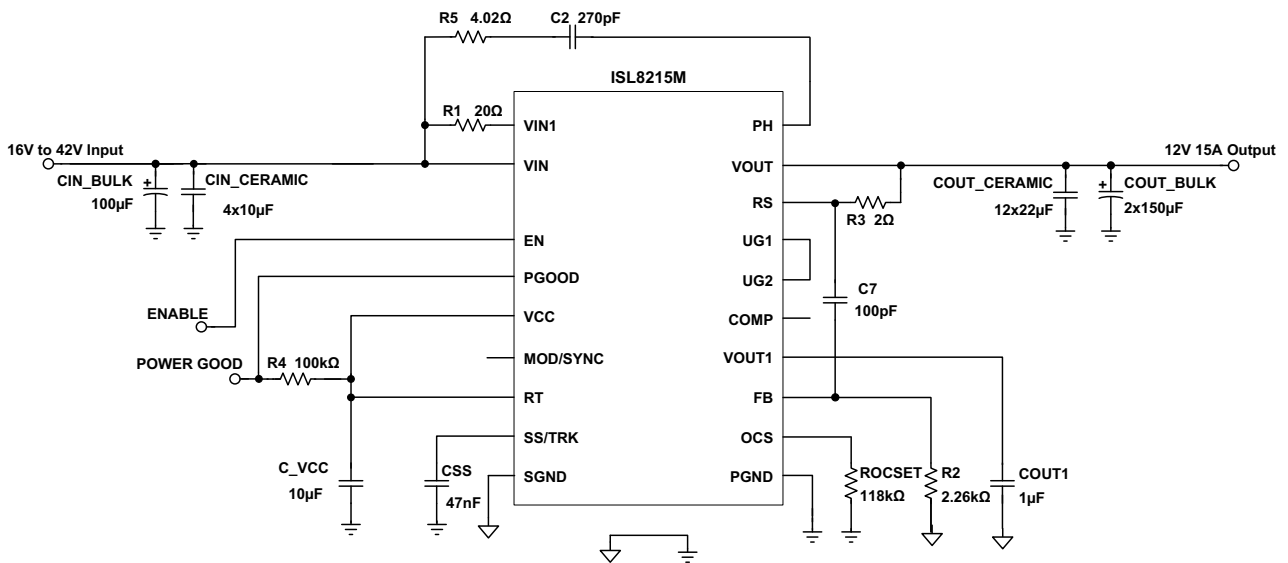 R5 4.02Ω
C2 270pF
ISL8215M
R1 20Ω
VIN1
PH
16V to 42V Input
VIN
VOUT
12V 15A Output
CIN_BULK
+
100µF
CIN_CERAMIC
4x10µF
RS
R3 2Ω
COUT_CERAMIC
12x22µF
+
COUT_BULK
2x150µF
EN
UG1
PGOOD
UG2
C7
100pF
ENABLE
VCC
COMP
POWER GOOD
R4 100kΩ
MOD/SYNC
VOUT1
RT
FB
SS/TRK
OCS
C_VCC
10µF
CSS
47nF
SGND
PGND
ROCSET
118kΩ
R2
2.26kΩ
COUT1
1µF